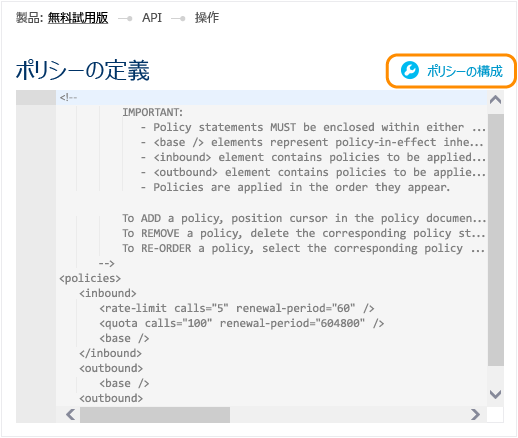 製品: 無料試用版 API 操作
ポリシーの定義 ポリシーの構成
<!--
IMPORTANT:
- Policy statements MUST be enclosed within either ...
- <base /> elements represent policy-in-effect inhe...
- <inbound> element contains policies to be applied...
- <outbound> element contains policies to be applie...
- Policies are applied in the order they appear.
To ADD a policy, position cursor in the policy documen...
To REMOVE a policy, delete the corresponding policy st...
To RE-ORDER a policy, select the corresponding policy ...
-->
<policies>
<inbound>
<rate-limit calls="5" renewal-period="60" />
<quota calls="100" renewal-period="604800" />
<base />
</inbound>
<outbound>
<base />
<outbound>